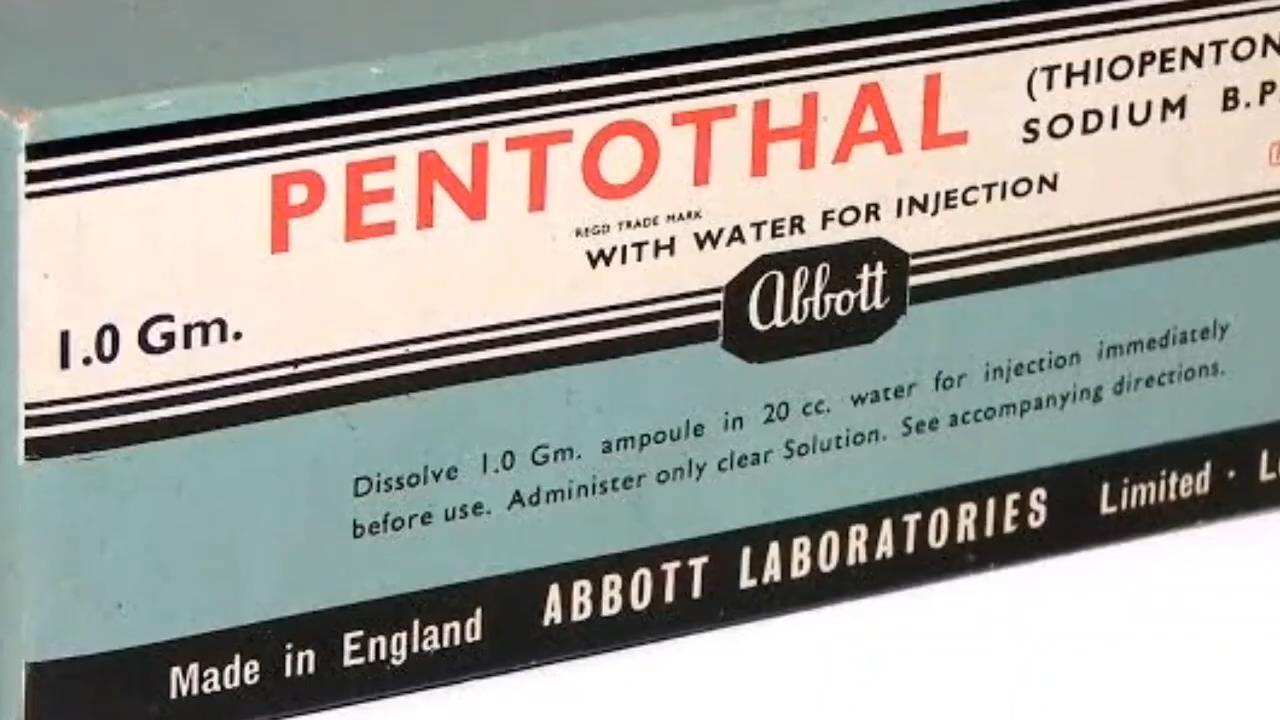 PENTOTHAL
(THIOPENTON
SODIUM B.P
REGD TRADE MARK
WITH WATER FOR INJECTION
1.0 Gm.
Abbott
Dissolve 1.0 Gm. ampoule in 20 cc. water for injection immediately
before use. Administer only clear Solution. See accompanying directions.
Made in England ABBOTT LABORATORIES Limited · L